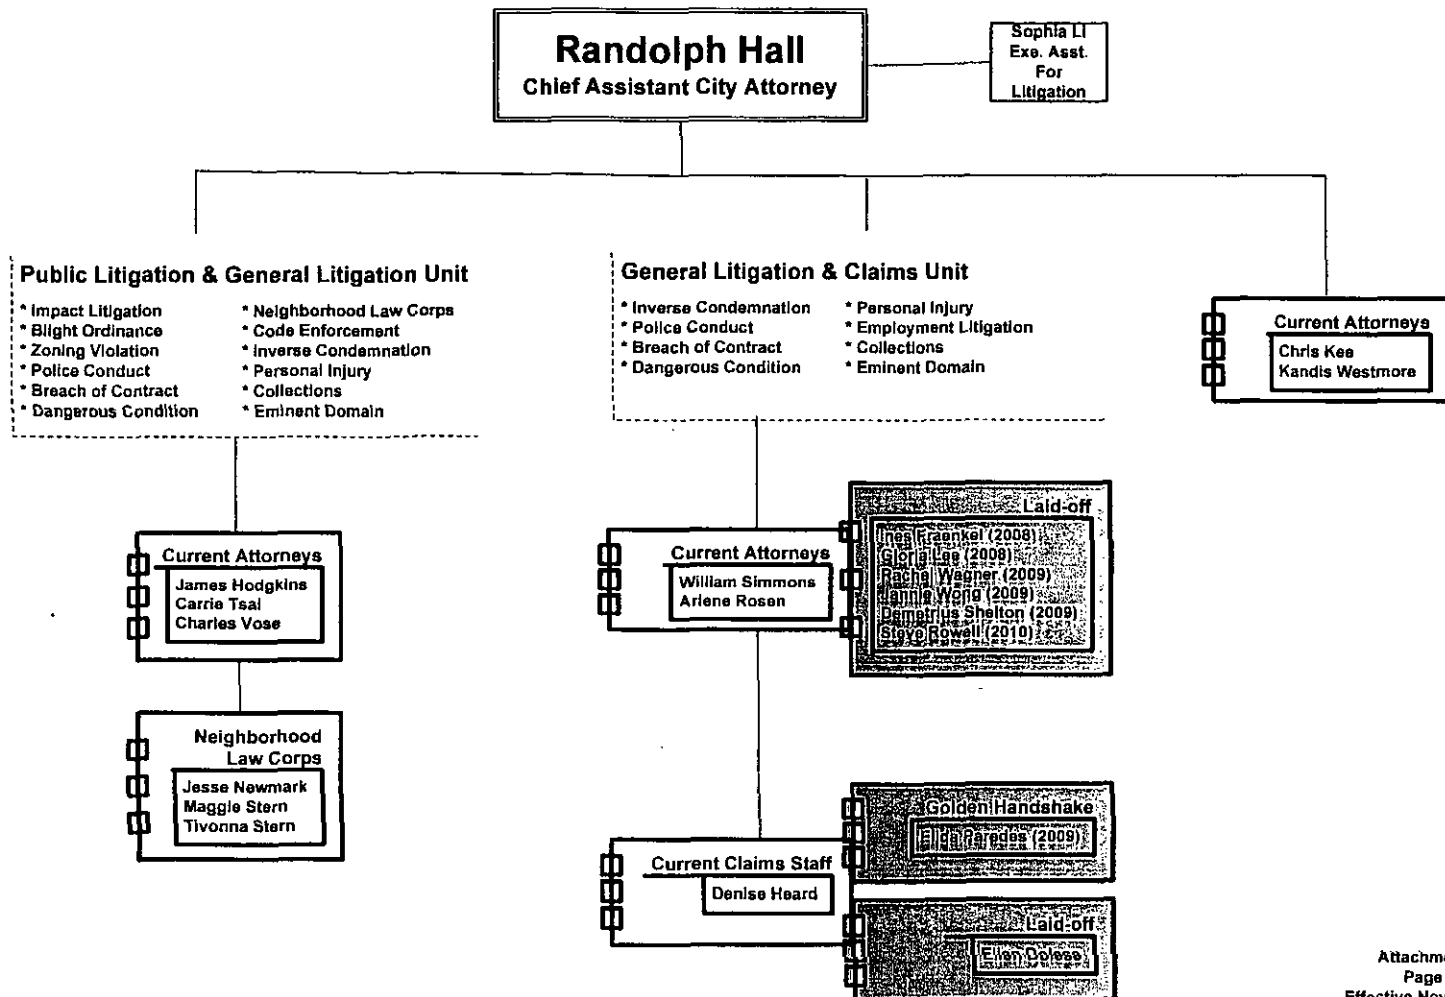 Randolph Hall
Chief Assistant City Attorney
Sophia Li
Exe. Asst.
For
Litigation
Public Litigation & General Litigation Unit
* Impact Litigation
* Blight Ordinance
* Zoning Violation
* Police Conduct
* Breach of Contract
* Dangerous Condition
* Neighborhood Law Corps
* Code Enforcement
* Inverse Condemnation
* Personal Injury
* Collections
* Eminent Domain
General Litigation & Claims Unit
* Inverse Condemnation
* Police Conduct
* Breach of Contract
* Dangerous Condition
* Personal Injury
* Employment Litigation
* Collections
* Eminent Domain
Current Attorneys
Chris Kee
Kandis Westmore
Current Attorneys
James Hodgkins
Carrie Tsai
Charles Vose
Neighborhood
Law Corps
Jesse Newmark
Maggie Stern
Tivonna Stern
Current Attorneys
William Simmons
Arlene Rosen
Laid-off
Ines Fraenkel (2008)
Gloria Lee (2008)
Rachel Wagner (2009)
Jannie Wong (2009)
Demetrius Shelton (2009)
Steve Rowell (2010)
Current Claims Staff
Denise Heard
Golden Handshake
Elida Paredes (2009)
Laid-off
Ellen Dolese
Attachm
Page
Effective Nov